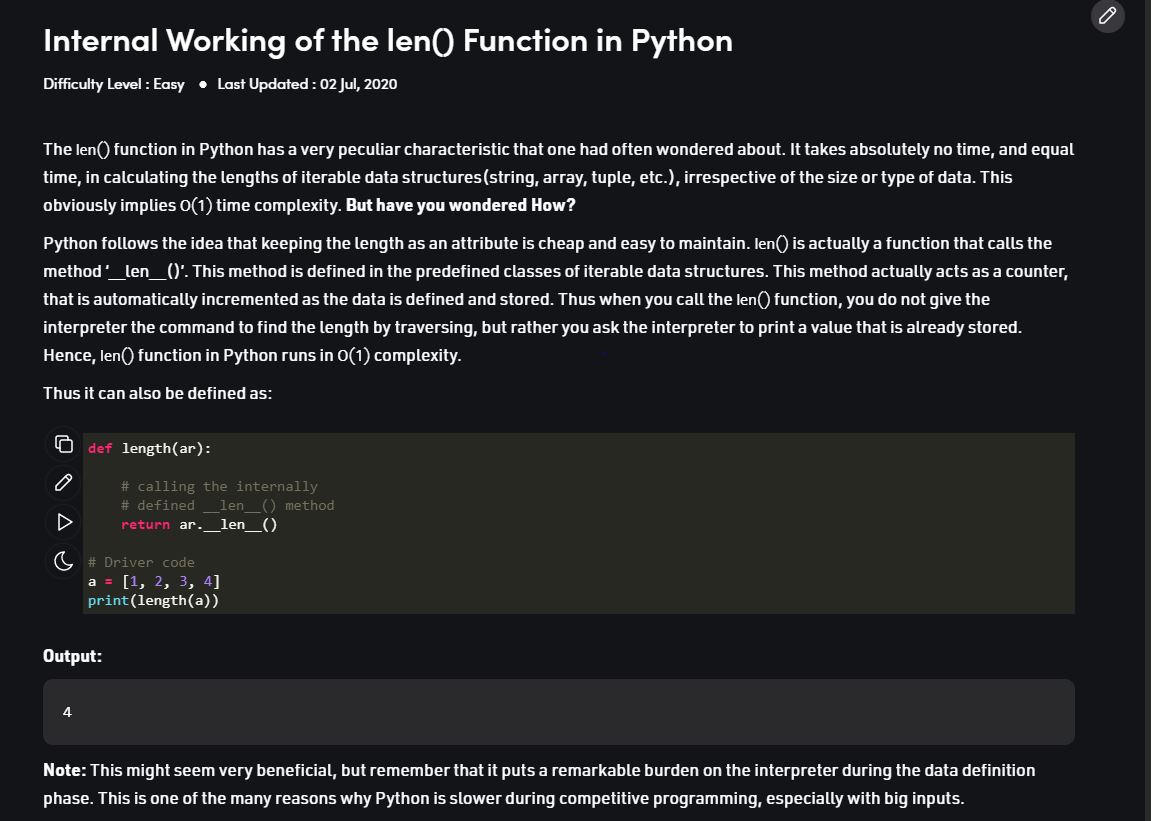 Internal Working of the len() Function in Python
Difficulty Level : Easy ● Last Updated : 02 Jul, 2020
The len() function in Python has a very peculiar characteristic that one had often wondered about. It takes absolutely no time, and equal
time, in calculating the lengths of iterable data structures(string, array, tuple, etc.), irrespective of the size or type of data. This
obviously implies O(1) time complexity. But have you wondered How?
Python follows the idea that keeping the length as an attribute is cheap and easy to maintain. len() is actually a function that calls the
method ‘__len__()’. This method is defined in the predefined classes of iterable data structures. This method actually acts as a counter,
that is automatically incremented as the data is defined and stored. Thus when you call the len() function, you do not give the
interpreter the command to find the length by traversing, but rather you ask the interpreter to print a value that is already stored.
Hence, len() function in Python runs in O(1) complexity.
Thus it can also be defined as:
def length(ar):
    # calling the internally
    # defined __len__() method
    return ar.__len__()
# Driver code
a = [1, 2, 3, 4]
print(length(a))
Output:
4
Note: This might seem very beneficial, but remember that it puts a remarkable burden on the interpreter during the data definition
phase. This is one of the many reasons why Python is slower during competitive programming, especially with big inputs.